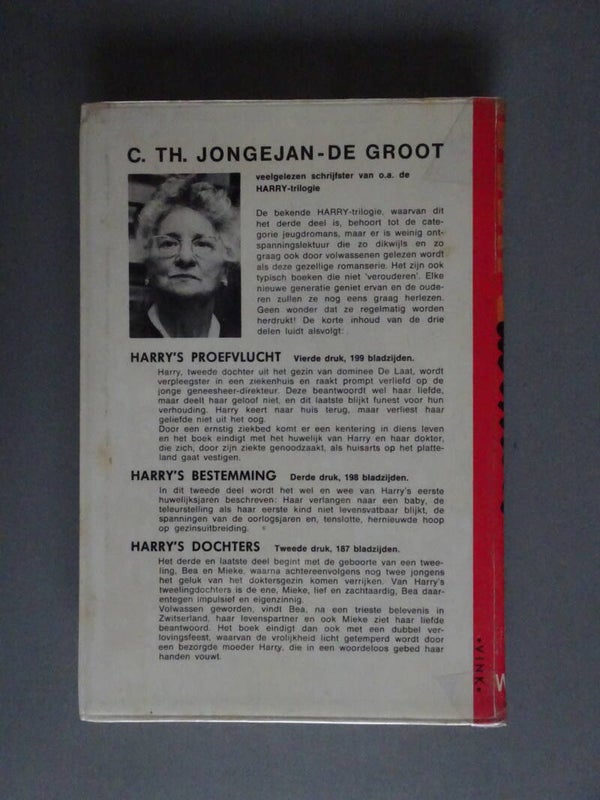 C. TH. JONGEJAN-DE GROOT
veelgelezen schrijfster van o.a. de
HARRY-trilogie
De bekende HARRY-trilogie, waarvan dit
het derde deel is, behoort tot de cate-
gorie jeugdromans, maar er is weinig ont-
spanningslektuur die zo dikwijls en zo
graag ook door volwassenen gelezen wordt
als deze gezellige romanserie. Het zijn ook
typisch boeken die niet 'verouderen'. Elke
nieuwe generatie geniet ervan en de oude-
ren zullen ze nog eens graag herlezen.
Geen wonder dat ze regelmatig worden
herdrukt! De korte inhoud van de drie
delen luidt alsvolgt:
HARRY'S PROEFVLUCHT Vierde druk, 199 bladzijden.
Harry, tweede dochter uit het gezin van dominee De Laat, wordt
verpleegster in een ziekenhuis en raakt prompt verliefd op de
jonge geneesheer-direkteur. Deze beantwoordt wel haar liefde,
maar deelt haar geloof niet, en dit laatste blijkt funest voor hun
verhouding. Harry keert naar huis terug, maar verliest haar
geliefde niet uit het oog.
Door een ernstig ziekbed komt er een kentering in diens leven
en het boek eindigt met het huwelijk van Harry en haar dokter,
die zich, door zijn ziekte genoodzaakt, als huisarts op het platte-
land gaat vestigen.
HARRY'S BESTEMMING Derde druk, 198 bladzijden.
In dit tweede deel wordt het wel en wee van Harry's eerste
huwelijksjaren beschreven: Haar verlangen naar een baby, de
teleurstelling als haar eerste kind niet levensvatbaar blijkt, de
spanningen van de oorlogsjaren en, tenslotte, hernieuwde hoop
op gezinsuitbreiding.
HARRY'S DOCHTERS Tweede druk, 187 bladzijden.
Het derde en laatste deel begint met de geboorte van een twee-
ling, Bea en Mieke, waarna achtereenvolgens nog twee jongens
het geluk van het doktersgezin komen verrijken. Van Harry's
tweelingdochters is de ene, Mieke, lief en zachtaardig, Bea daar-
entegen impulsief en eigenzinnig.
Volwassen geworden, vindt Bea, na een trieste belevenis in
Zwitserland, haar levenspartner en ook Mieke ziet haar liefde
beantwoord. Het boek eindigt dan ook met een dubbel ver-
lovingsfeest, waarvan de vrolijkheid licht getemperd wordt door
een bezorgde moeder Harry, die in een woordeloos gebed haar
handen vouwt.
•VINK•
W